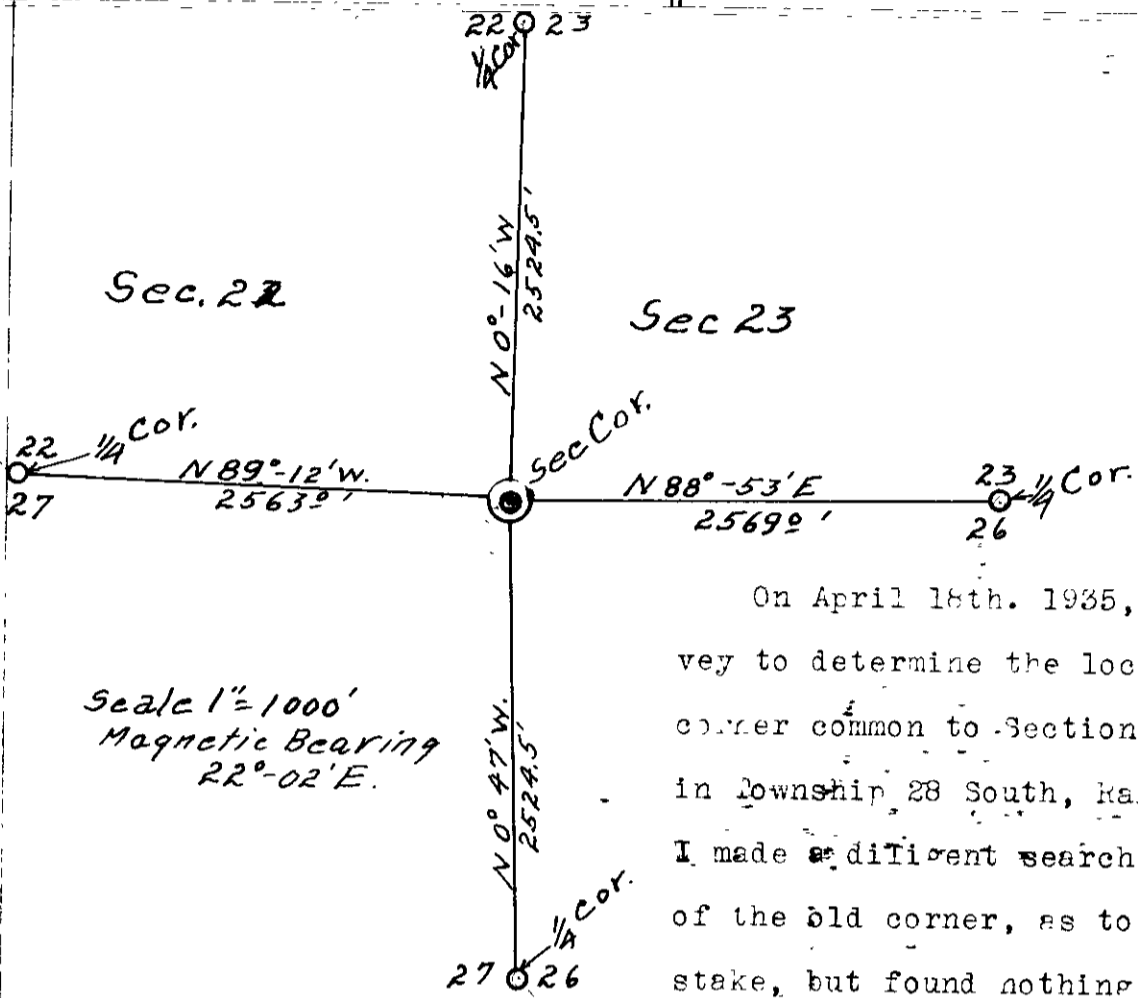 22 23
1/4 Cor
N 0°-16'W
2524.5'
Sec. 22
Sec 23
Sec Cor.
22 1/4 Cor.
27
N 89°-12'W.
2563.0'
N 88°-53'E
2569.0'
23 1/4 Cor.
26
Scale 1"=1000'
Magnetic Bearing
22°-02'E.
N 0° 47'W.
2524.5'
1/4 Cor.
27 26
On April 18th. 1935,
vey to determine the loc
corner common to Section
in Township 28 South, Ra
I made a diligent search
of the old corner, as to
stake, but found nothing